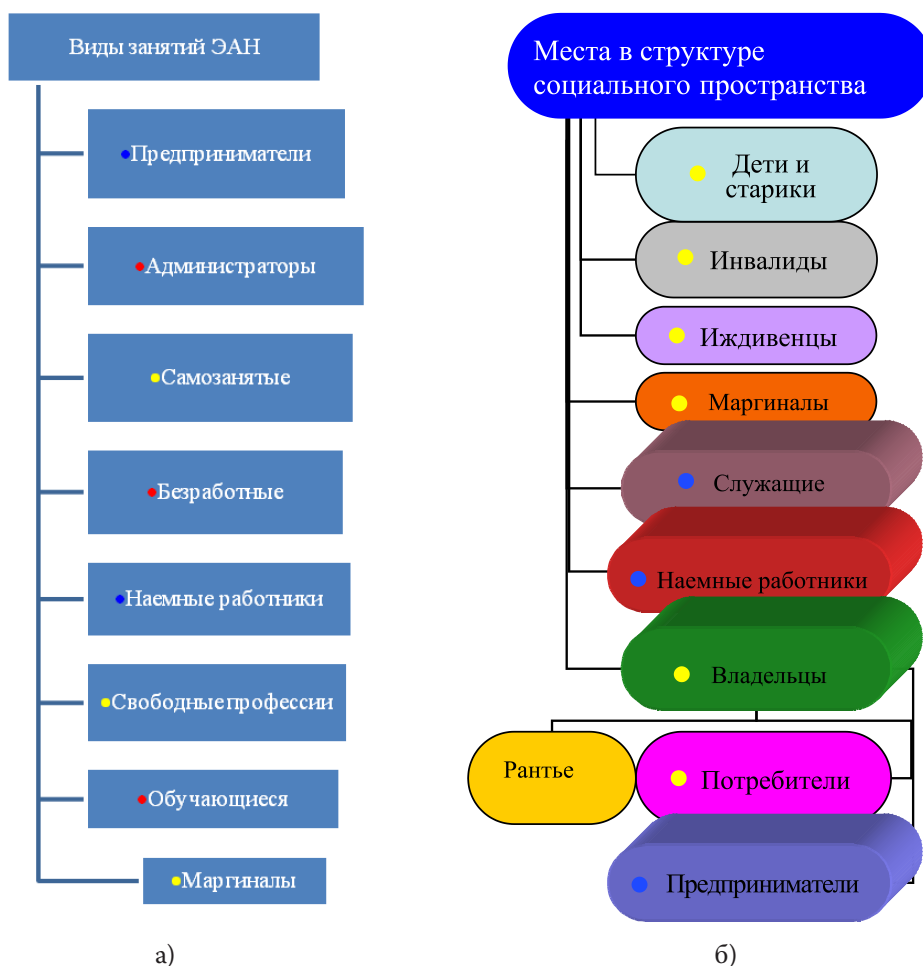 Виды занятий ЭАН
Предприниматели
Администраторы
Самозанятые
Безработные
Наемные работники
Свободные профессии
Обучающиеся
Маргиналы
а)
Места в структуре
социального пространства
Дети и
старики
Инвалиды
Иждивенцы
Маргиналы
Служащие
Наемные работники
Владельцы
Рантье
Потребители
Предприниматели
б)